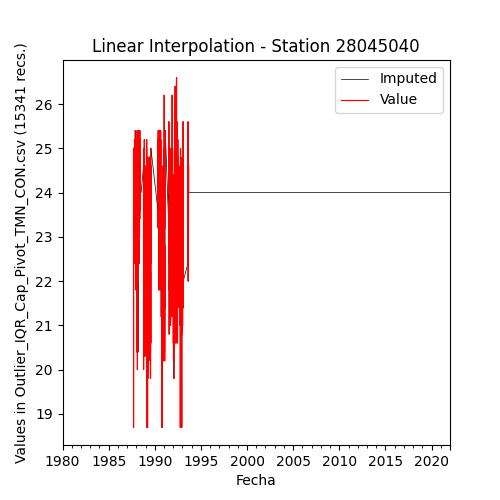 Linear Interpolation - Station 28045040
Imputed
Value
Values in Outlier_IQR_Cap_Pivot_TMN_CON.csv (15341 recs.)
26
25
24
23
22
21
20
19
1980 1985 1990 1995 2000 2005 2010 2015 2020
Fecha